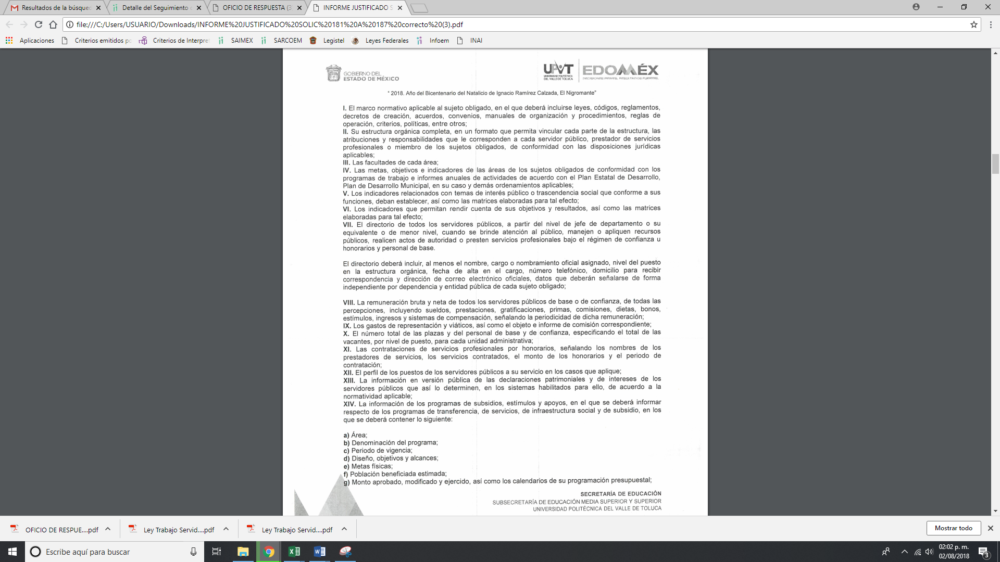 Resultados de la búsqued
Detalle del Seguimiento d
OFICIO DE RESPUESTA (3
INFORME JUSTIFICADO S
file:///C:/Users/USUARIO/Downloads/INFORME%20JUSTIFICADO%20SOLIC%20181%20A%20187%20correcto%20(3).pdf
Aplicaciones
Criterios emitidos po
Criterios de Interpret
SAIMEX
SARCOEM
Legistel
Leyes Federales
Infoem
INAI
GOBIERNO DEL
ESTADO DE MÉXICO
UPVT
UNIVERSIDAD POLITÉCNICA
DEL VALLE DE TOLUCA
EDOMÉX
DECISIONES FIRMES, RESULTADOS FUERTES.
“ 2018. Año del Bicentenario del Natalicio de Ignacio Ramírez Calzada, El Nigromante”
I. El marco normativo aplicable al sujeto obligado, en el que deberá incluirse leyes, códigos, reglamentos,
decretos de creación, acuerdos, convenios, manuales de organización y procedimientos, reglas de
operación, criterios, políticas, entre otros;
II. Su estructura orgánica completa, en un formato que permita vincular cada parte de la estructura, las
atribuciones y responsabilidades que le corresponden a cada servidor público, prestador de servicios
profesionales o miembro de los sujetos obligados, de conformidad con las disposiciones jurídicas
aplicables;
III. Las facultades de cada área;
IV. Las metas, objetivos e indicadores de las áreas de los sujetos obligados de conformidad con los
programas de trabajo e informes anuales de actividades de acuerdo con el Plan Estatal de Desarrollo,
Plan de Desarrollo Municipal, en su caso y demás ordenamientos aplicables;
V. Los indicadores relacionados con temas de interés público o trascendencia social que conforme a sus
funciones, deban establecer, así como las matrices elaboradas para tal efecto;
VI. Los indicadores que permitan rendir cuenta de sus objetivos y resultados, así como las matrices
elaboradas para tal efecto;
VII. El directorio de todos los servidores públicos, a partir del nivel de jefe de departamento o su
equivalente o de menor nivel, cuando se brinde atención al público, manejen o apliquen recursos
públicos, realicen actos de autoridad o presten servicios profesionales bajo el régimen de confianza u
honorarios y personal de base.
El directorio deberá incluir, al menos el nombre, cargo o nombramiento oficial asignado, nivel del puesto
en la estructura orgánica, fecha de alta en el cargo, número telefónico, domicilio para recibir
correspondencia y dirección de correo electrónico oficiales, datos que deberán señalarse de forma
independiente por dependencia y entidad pública de cada sujeto obligado;
VIII. La remuneración bruta y neta de todos los servidores públicos de base o de confianza, de todas las
percepciones, incluyendo sueldos, prestaciones, gratificaciones, primas, comisiones, dietas, bonos,
estímulos, ingresos y sistemas de compensación, señalando la periodicidad de dicha remuneración;
IX. Los gastos de representación y viáticos, así como el objeto e informe de comisión correspondiente;
X. El número total de las plazas y del personal de base y de confianza, especificando el total de las
vacantes, por nivel de puesto, para cada unidad administrativa;
XI. Las contrataciones de servicios profesionales por honorarios, señalando los nombres de los
prestadores de servicios, los servicios contratados, el monto de los honorarios y el periodo de
contratación;
XII. El perfil de los puestos de los servidores públicos a su servicio en los casos que aplique;
XIII. La información en versión pública de las declaraciones patrimoniales y de intereses de los
servidores públicos que así lo determinen, en los sistemas habilitados para ello, de acuerdo a la
normatividad aplicable;
XIV. La información de los programas de subsidios, estímulos y apoyos, en el que se deberá informar
respecto de los programas de transferencia, de servicios, de infraestructura social y de subsidio, en los
que se deberá contener lo siguiente:
a) Área;
b) Denominación del programa;
c) Periodo de vigencia;
d) Diseño, objetivos y alcances;
e) Metas físicas;
f) Población beneficiada estimada;
g) Monto aprobado, modificado y ejercido, así como los calendarios de su programación presupuestal;
SECRETARÍA DE EDUCACIÓN
SUBSECRETARÍA DE EDUCACIÓN MEDIA SUPERIOR Y SUPERIOR
UNIVERSIDAD POLITÉCNICA DEL VALLE DE TOLUCA
OFICIO DE RESPUE....pdf
Ley Trabajo Servid....pdf
Ley Trabajo Servid....pdf
Mostrar todo
Escribe aquí para buscar
02:02 p. m.
02/08/2018
3